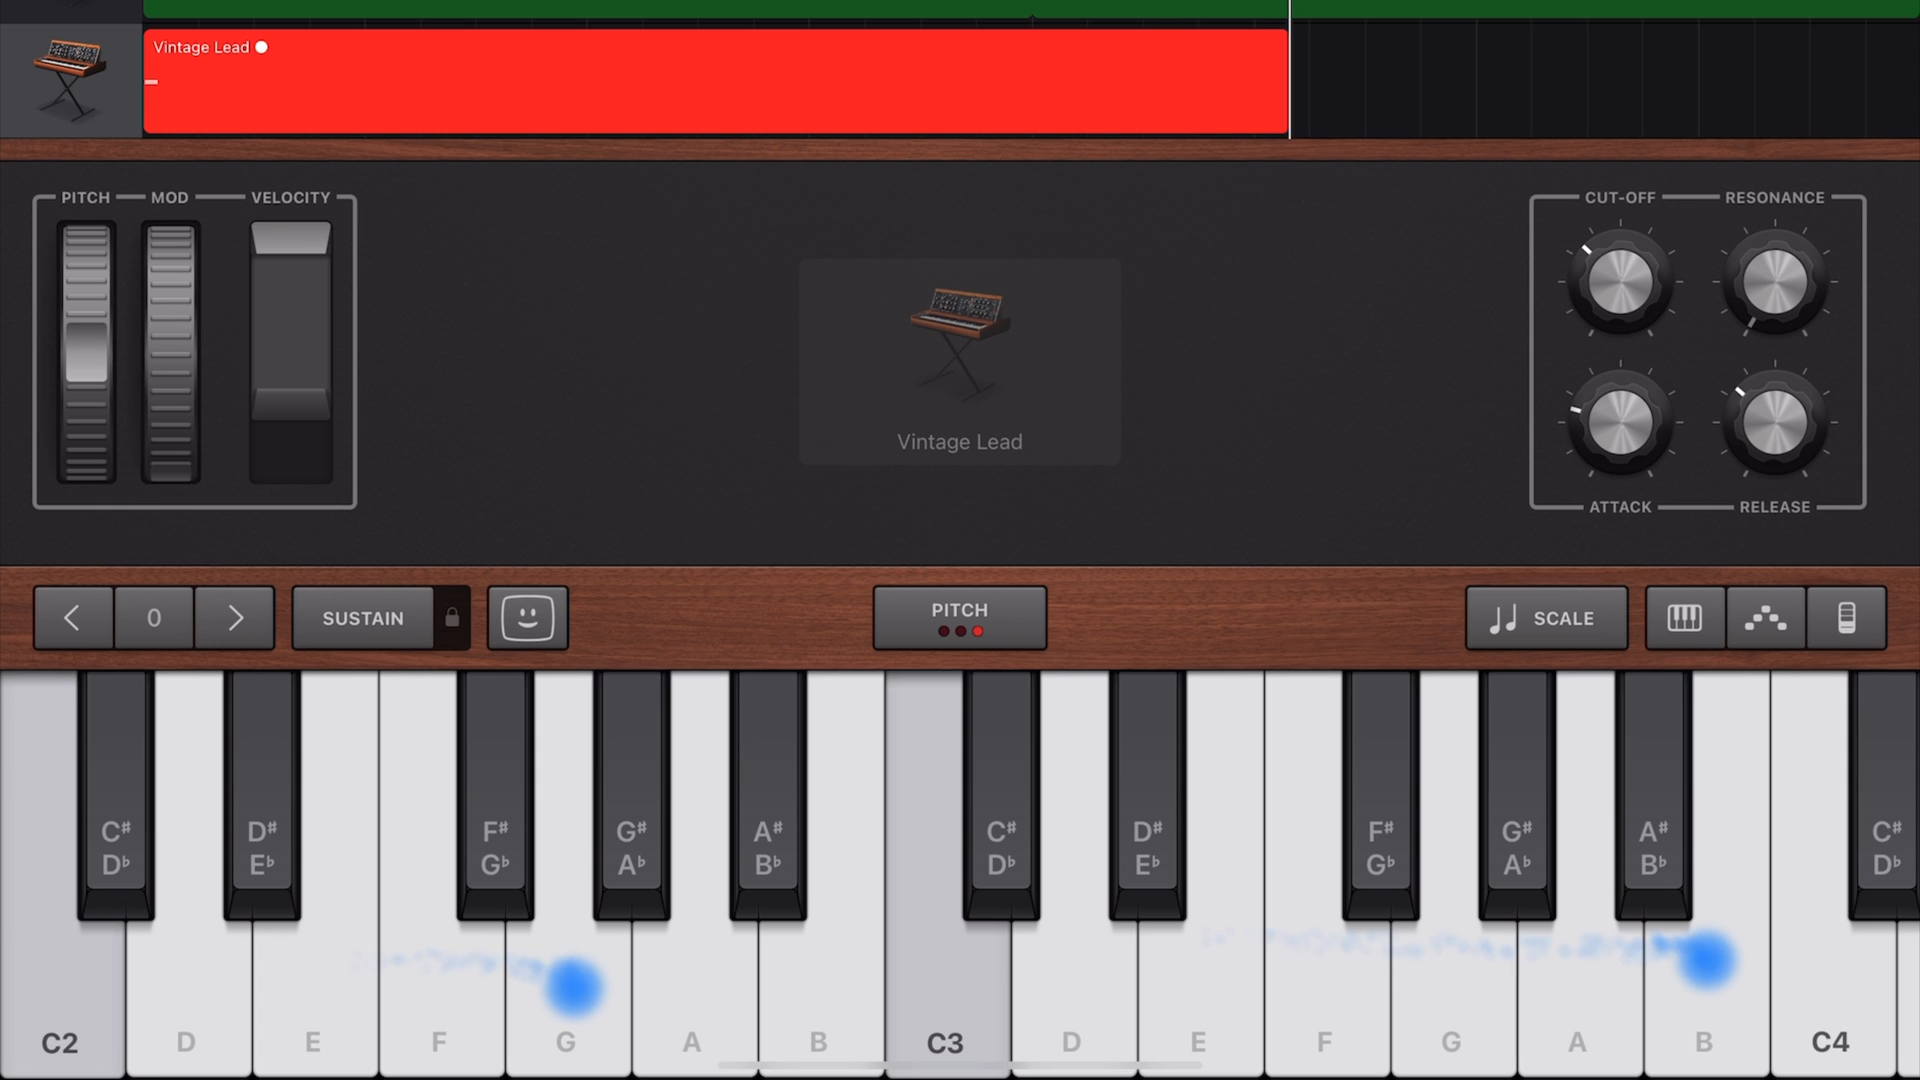 Vintage Lead
PITCH MOD VELOCITY
CUT-OFF RESONANCE
Vintage Lead
ATTACK RELEASE
0 SUSTAIN PITCH SCALE
C♯ D♯ F♯ G♯ A♯ C♯ D♯ F♯ G♯ A♯ C♯
D♭ E♭ G♭ A♭ B♭ D♭ E♭ G♭ A♭ B♭ D♭
C2 D E F G A B C3 D E F G A B C4